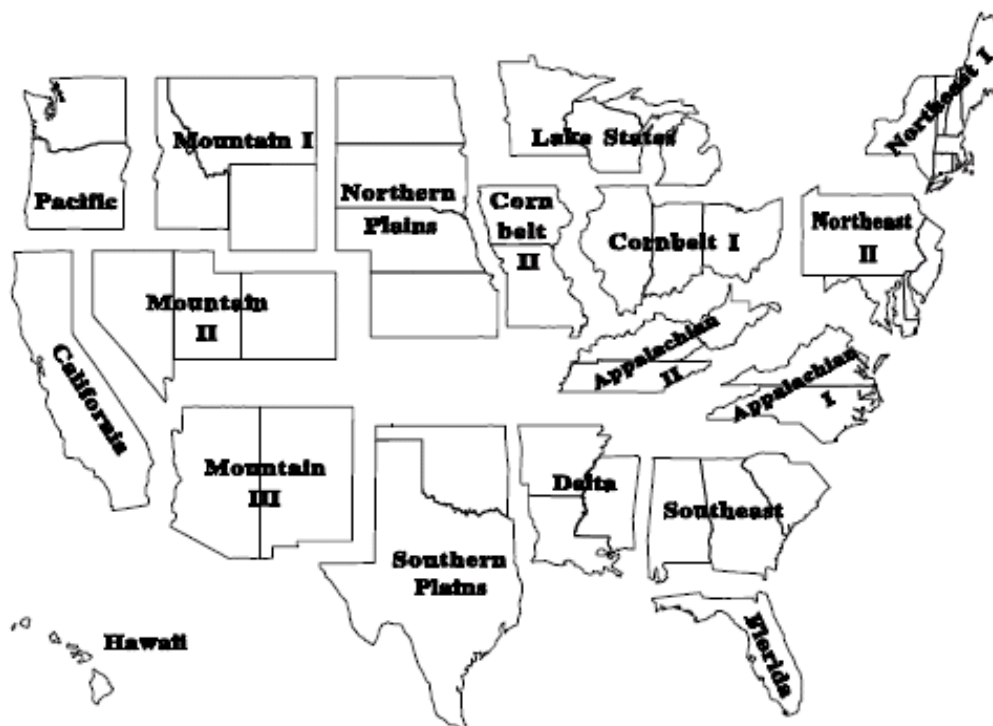 Northeast I
Mountain I
Lake States
Pacific
Northern
Plains
Corn
belt
II
Cornbelt I
Northeast
II
Mountain
II
California
Appalachian
II
Appalachian
I
Mountain
III
Delta
Southeast
Southern
Plains
Florida
Hawaii